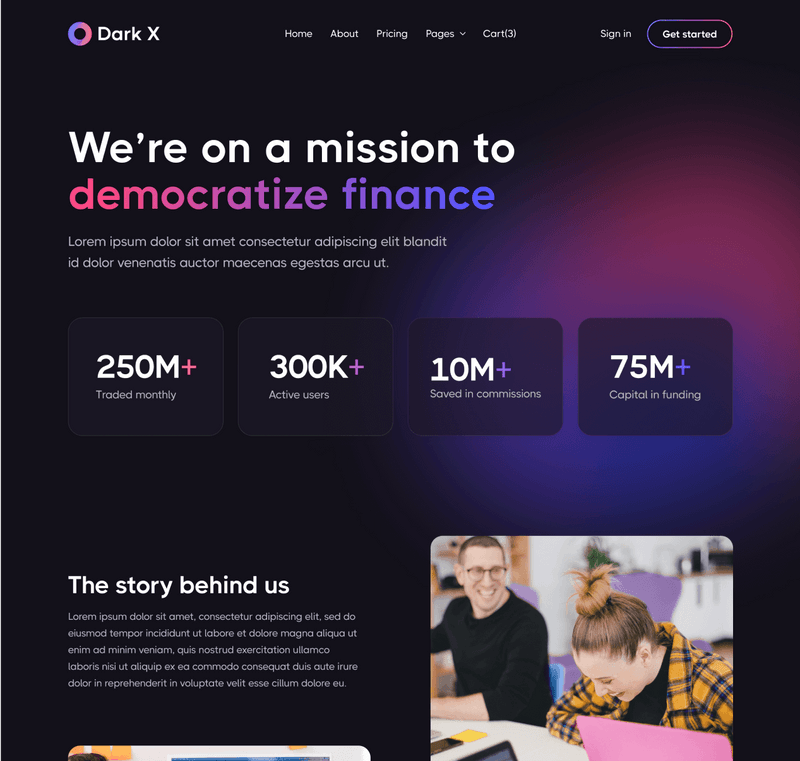 Dark X
Home About Pricing Pages Cart(3) Sign in Get started
We’re on a mission to
democratize finance
Lorem ipsum dolor sit amet consectetur adipiscing elit blandit
id dolor venenatis auctor maecenas egestas arcu ut.
250M+
Traded monthly
300K+
Active users
10M+
Saved in commissions
75M+
Capital in funding
The story behind us
Lorem ipsum dolor sit amet, consectetur adipiscing elit, sed do
eiusmod tempor incididunt ut labore et dolore magna aliqua ut
enim ad minim veniam, quis nostrud exercitation ullamco
laboris nisi ut aliquip ex ea commodo consequat duis aute irure
dolor in reprehenderit in voluptate velit esse cillum dolore eu.